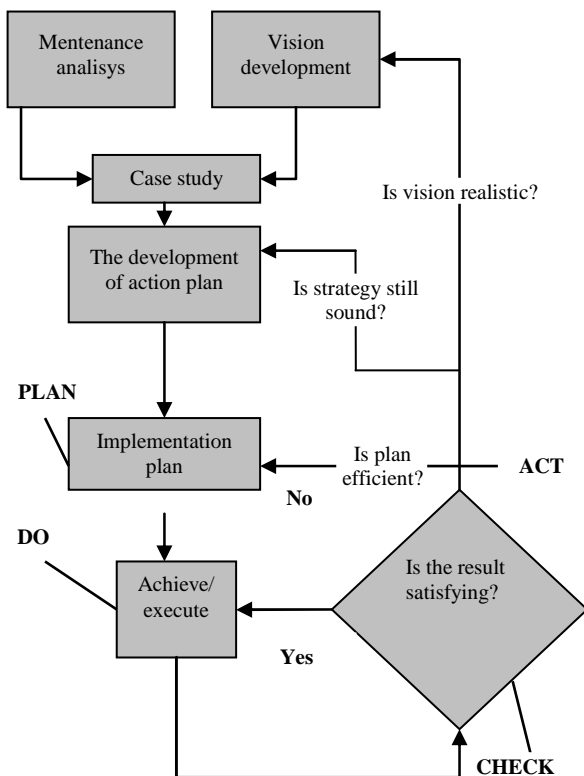 Mentenance
analisys
Vision
development
Case study
Is vision realistic?
The development
of action plan
Is strategy still
sound?
PLAN
Implementation
plan
Is plan
efficient?
ACT
No
DO
Achieve/
execute
Is the result
satisfying?
Yes
CHECK